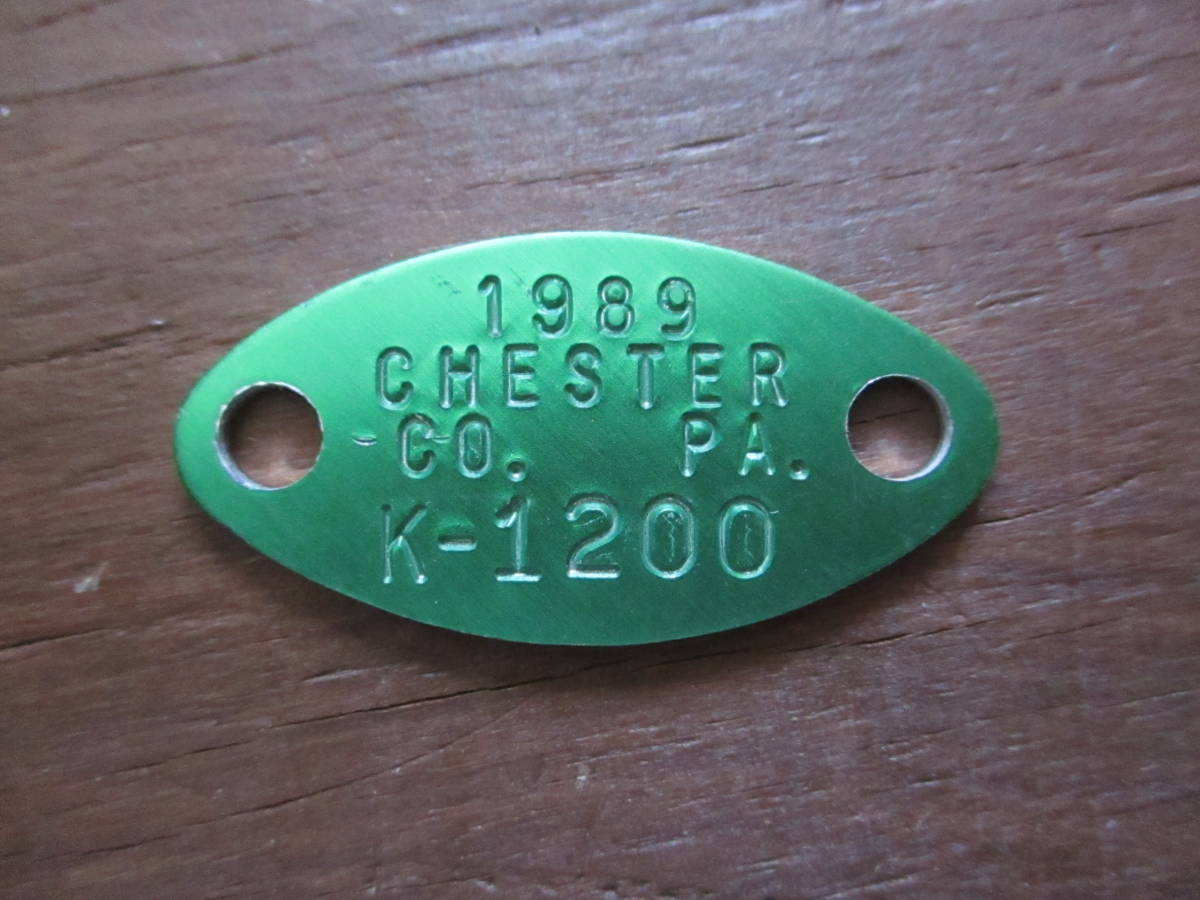 1989
CHESTER
CO. PA.
K-1200